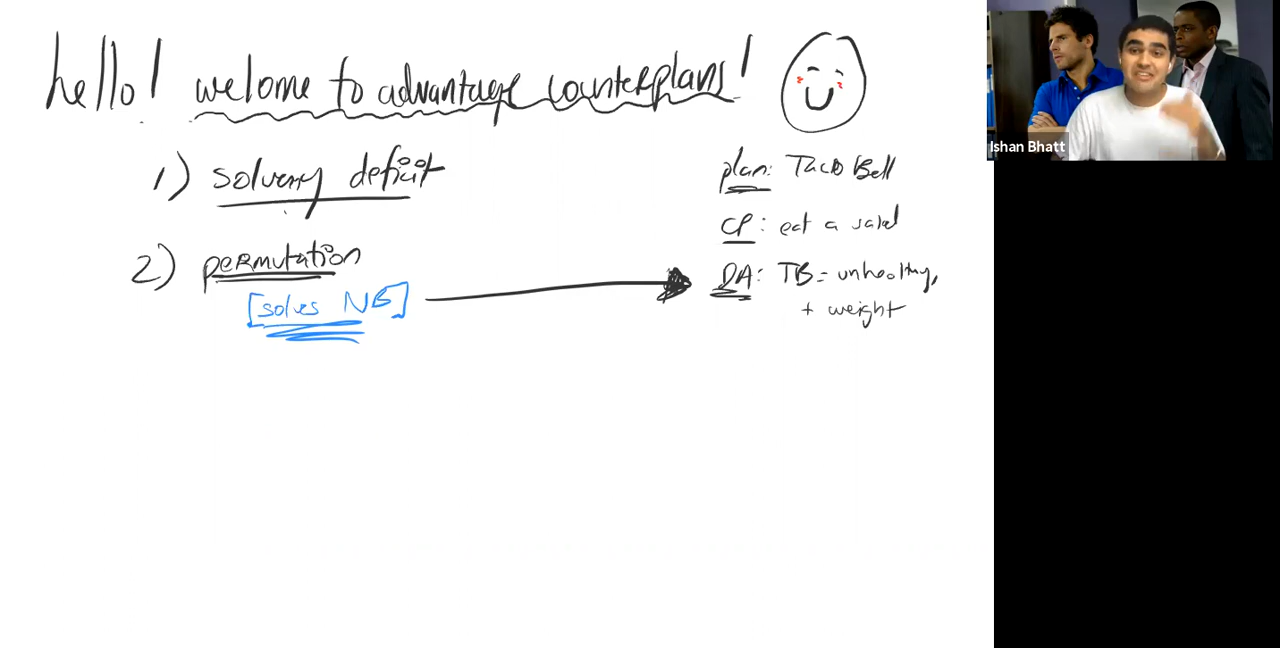 hello! welome to advantage counterplans!
1) solvency deficit
2) permutation
[solves NB]
plan: Taco Bell
CP: eat a salad
DA: TB = unhealthy,
+ weight
Ishan Bhatt